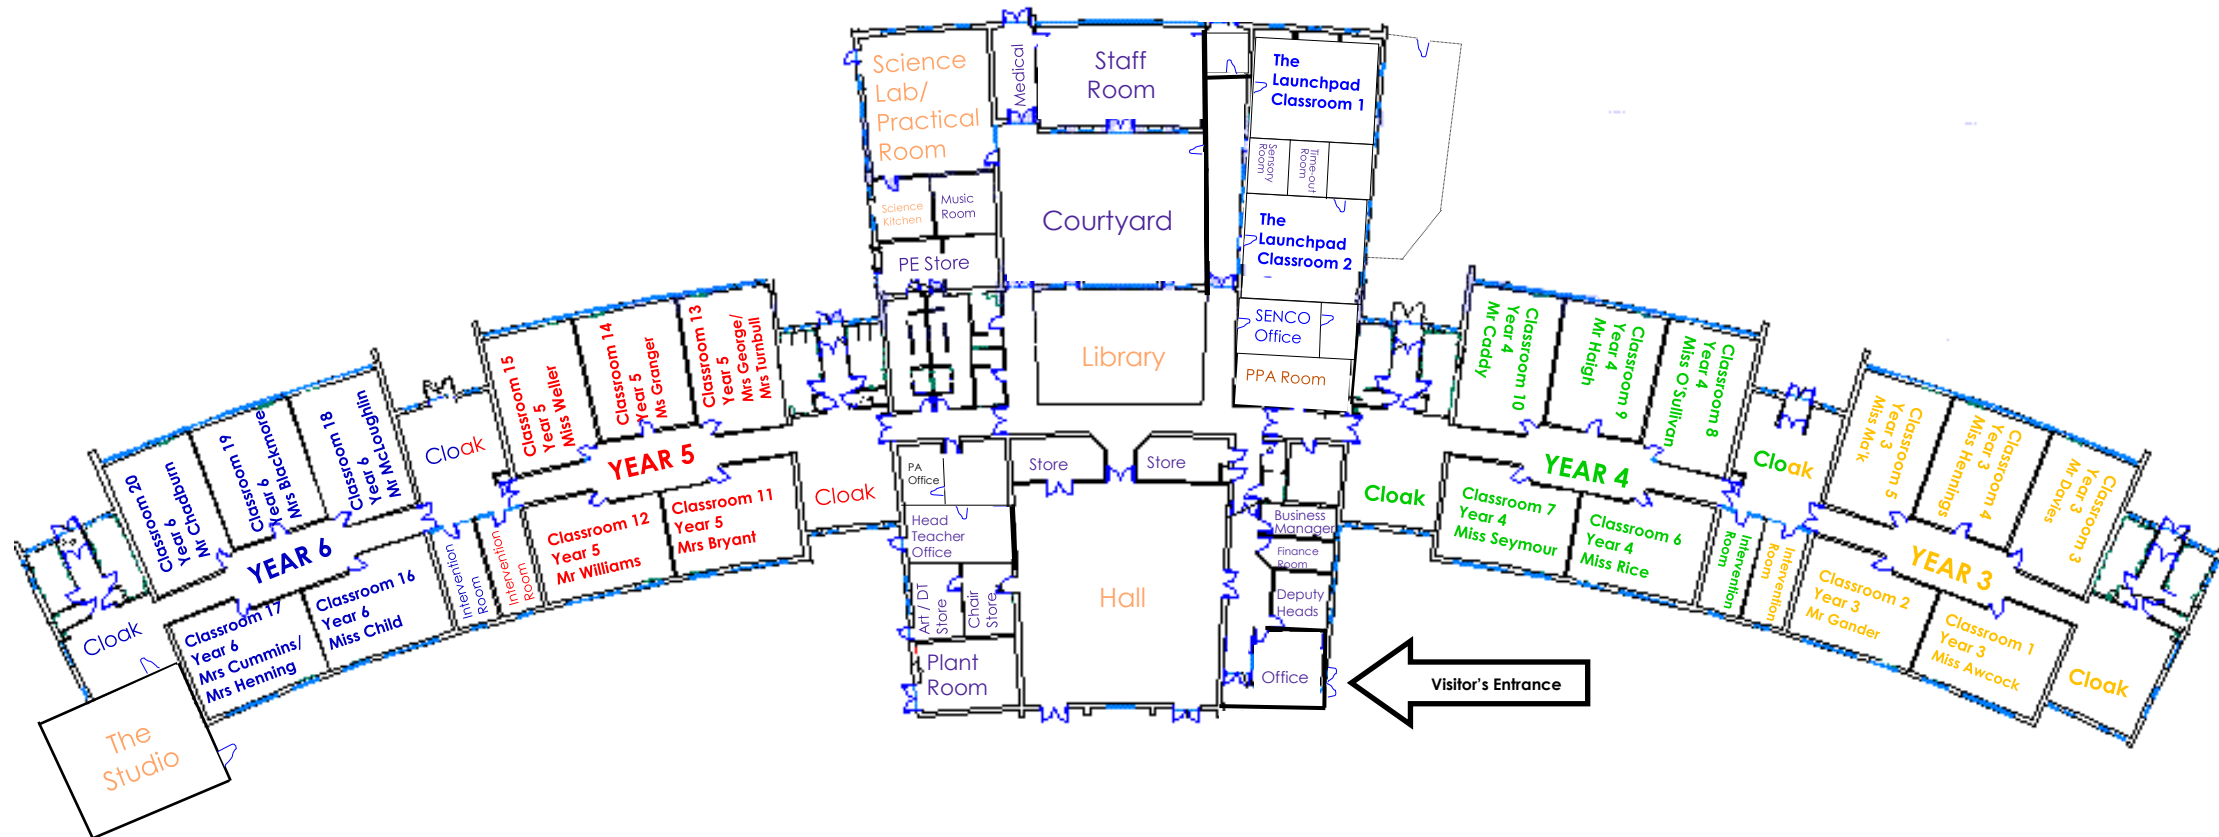 Science
Lab/
Practical
Room
Medical
Staff
Room
The
Launchpad
Classroom 1
Sensory
Room
Time-out
Room
Science
Kitchen
Music
Room
Courtyard
The
Launchpad
Classroom 2
PE Store
SENCO
Office
Library
PPA Room
Classroom 20
Year 6
Mr Chadburn
Classroom 19
Year 6
Mrs Blackmore
Classroom 18
Year 6
Mr McLoughlin
Cloak
Classroom 15
Year 5
Miss Weller
Classroom 14
Year 5
Ms Granger
Classroom 13
Year 5
Mrs George/
Mrs Turnbull
YEAR 5
YEAR 6
Cloak
Classroom 17
Year 6
Mrs Cummins/
Mrs Henning
Classroom 16
Year 6
Miss Child
Intervention
Room
Intervention
Room
Classroom 12
Year 5
Mr Williams
Classroom 11
Year 5
Mrs Bryant
Cloak
The
Studio
PA
Office
Store
Store
Head
Teacher
Office
Art / DT
Store
Chair
Store
Plant
Room
Hall
Business
Manager
Finance
Room
Deputy
Heads
Office
Visitor's Entrance
Classroom 10
Year 4
Mr Caddy
Classroom 9
Year 4
Mr Haigh
Classroom 8
Year 4
Miss O'Sullivan
YEAR 4
Cloak
Classroom 7
Year 4
Miss Seymour
Classroom 6
Year 4
Miss Rice
Intervention
Room
Intervention
Room
Cloak
Classroom 5
Year 3
Miss Mak
Classroom 4
Year 3
Miss Hennings
Classroom 3
Year 3
Mr Davies
YEAR 3
Classroom 2
Year 3
Mr Gander
Classroom 1
Year 3
Miss Awcock
Cloak